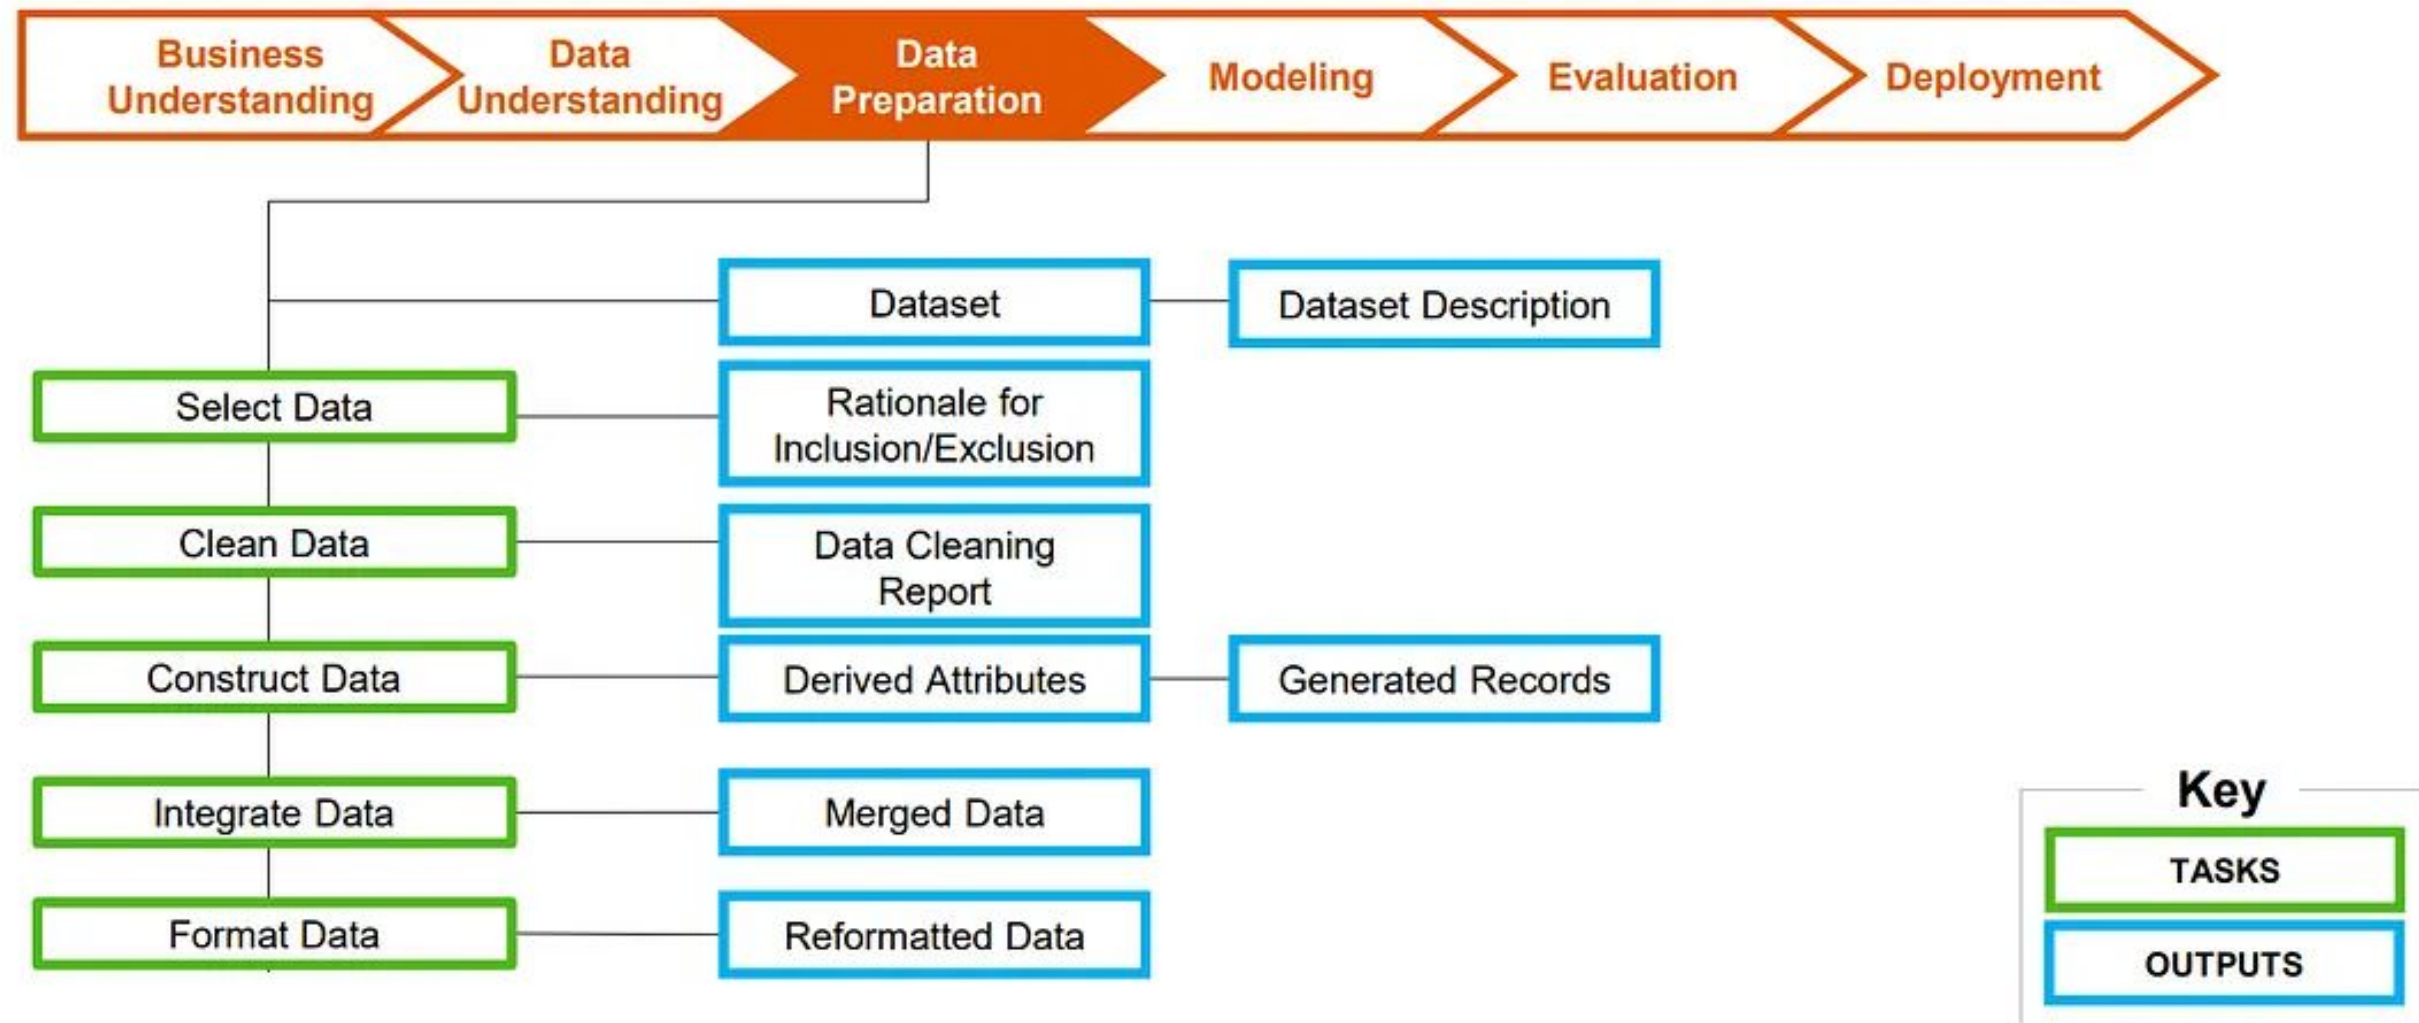 Business
Understanding
Data
Understanding
Data
Preparation
Modeling
Evaluation
Deployment
Dataset
Dataset Description
Select Data
Rationale for
Inclusion/Exclusion
Clean Data
Data Cleaning
Report
Construct Data
Derived Attributes
Generated Records
Integrate Data
Merged Data
Format Data
Reformatted Data
Key
TASKS
OUTPUTS